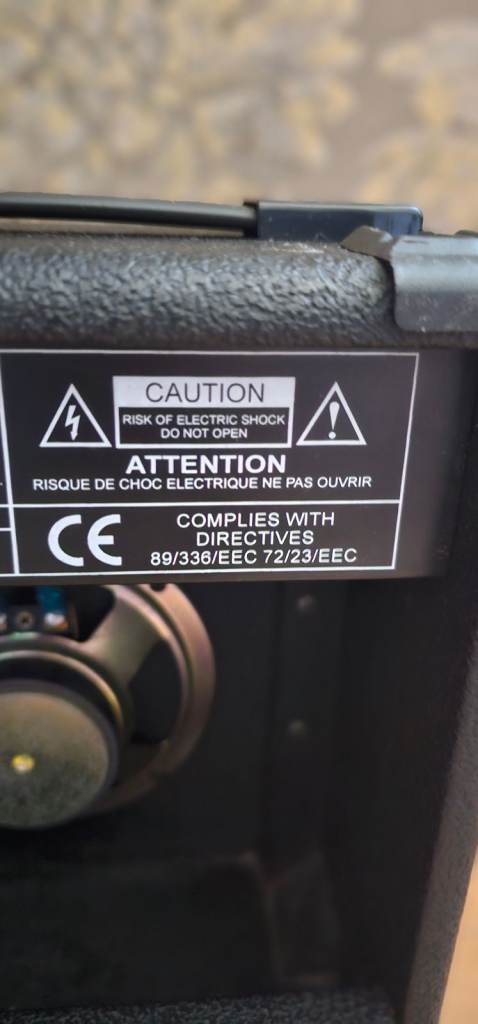 CAUTION
RISK OF ELECTRIC SHOCK
DO NOT OPEN
ATTENTION
RISQUE DE CHOC ELECTRIQUE NE PAS OUVRIR
CE
COMPLIES WITH
DIRECTIVES
89/336/EEC 72/23/EEC